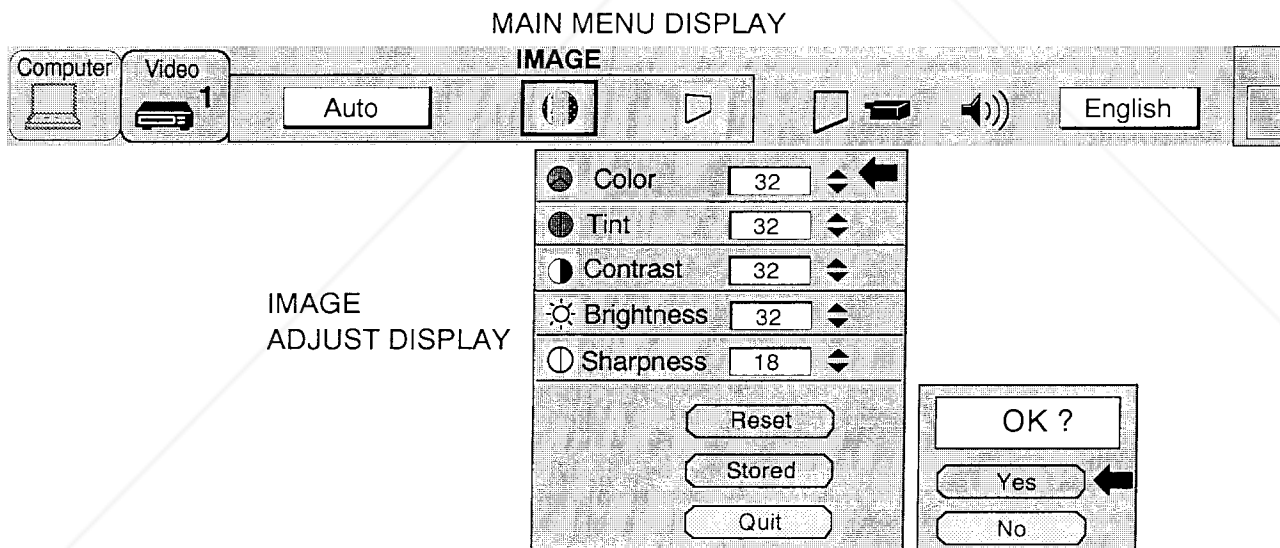 MAIN MENU DISPLAY
IMAGE
Computer Video 1 Auto English
Color 32
Tint 32
Contrast 32
Brightness 32
Sharpness 18
IMAGE
ADJUST DISPLAY
Reset
Stored
Quit
OK ?
Yes
No